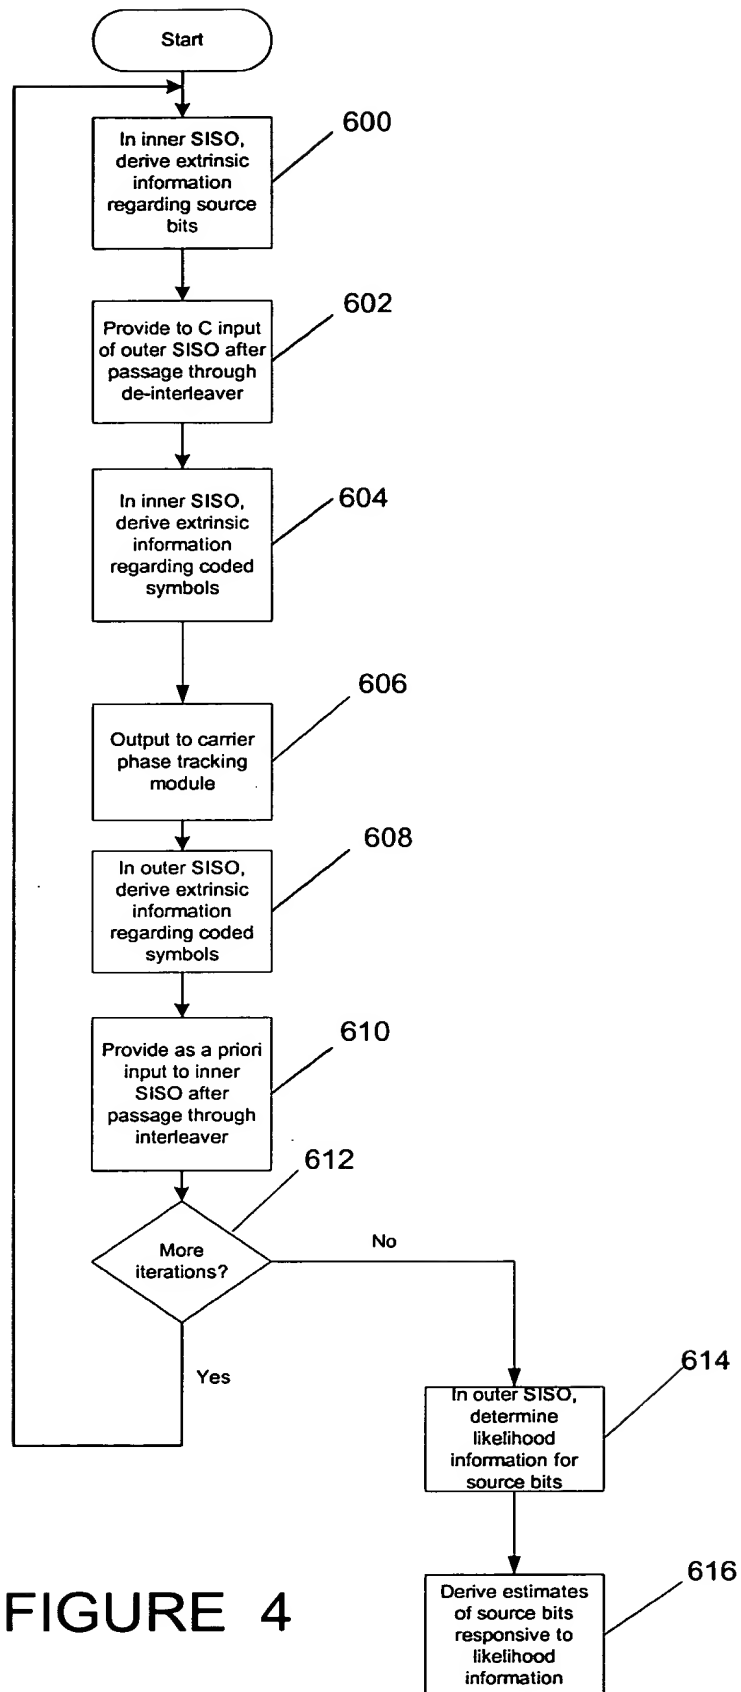 Start
600
In inner SISO,
derive extrinsic
information
regarding source
bits
602
Provide to C input
of outer SISO after
passage through
de-interleaver
604
In inner SISO,
derive extrinsic
information
regarding coded
symbols
606
Output to carrier
phase tracking
module
608
In outer SISO,
derive extrinsic
information
regarding coded
symbols
610
Provide as a priori
input to inner
SISO after
passage through
interleaver
612
More
iterations?
No
Yes
614
In outer SISO,
determine
likelihood
information for
source bits
616
Derive estimates
of source bits
responsive to
likelihood
information
FIGURE 4